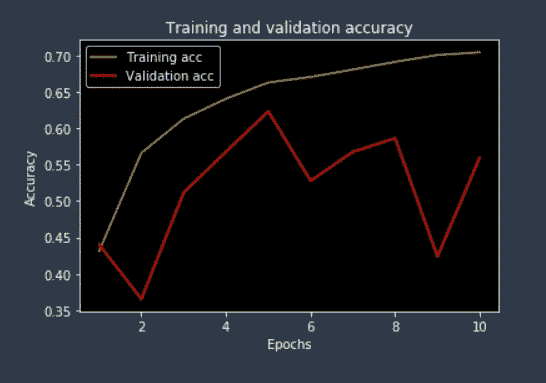 Training and validation accuracy
Training acc
Validation acc
Accuracy
0.70
0.65
0.60
0.55
0.50
0.45
0.40
0.35
2
4
6
8
10
Epochs